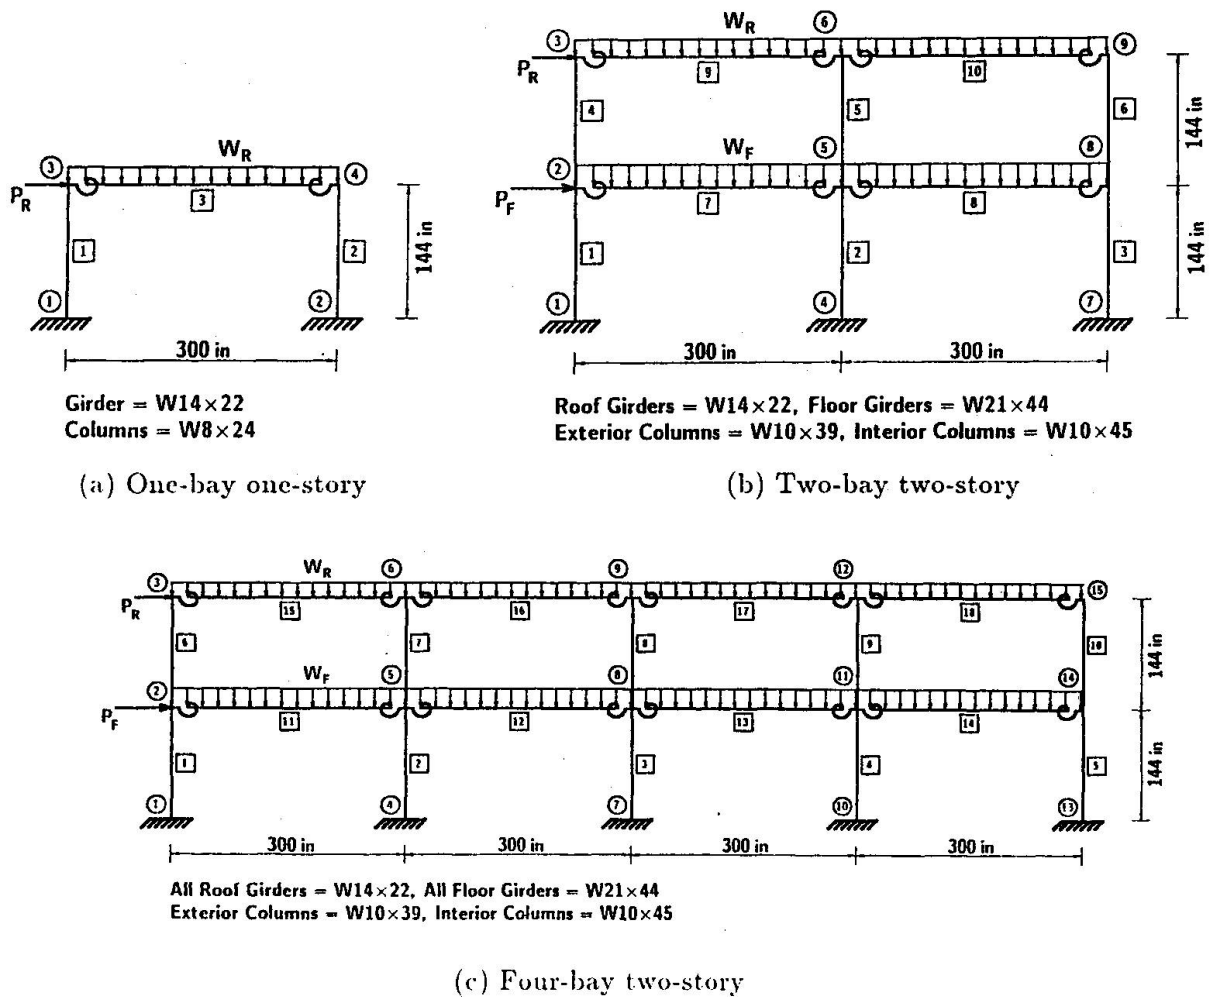 W_R
③ ④
P_R
3
1 2
144 in
① ②
300 in
Girder = W14×22
Columns = W8×24
(a) One-bay one-story
W_R
③ ⑥ ⑨
P_R
9 10
4 5 6
144 in
W_F
② ⑤ ⑧
P_F
7 8
1 2 3
144 in
① ④ ⑦
300 in 300 in
Roof Girders = W14×22, Floor Girders = W21×44
Exterior Columns = W10×39, Interior Columns = W10×45
(b) Two-bay two-story
W_R
③ ⑥ ⑨ ⑫ ⑮
P_R
15 16 17 18
6 7 8 9 10
144 in
W_F
② ⑤ ⑧ ⑪ ⑭
P_F
11 12 13 14
1 2 3 4 5
144 in
① ④ ⑦ ⑩ ⑬
300 in 300 in 300 in 300 in
All Roof Girders = W14×22, All Floor Girders = W21×44
Exterior Columns = W10×39, Interior Columns = W10×45
(c) Four-bay two-story